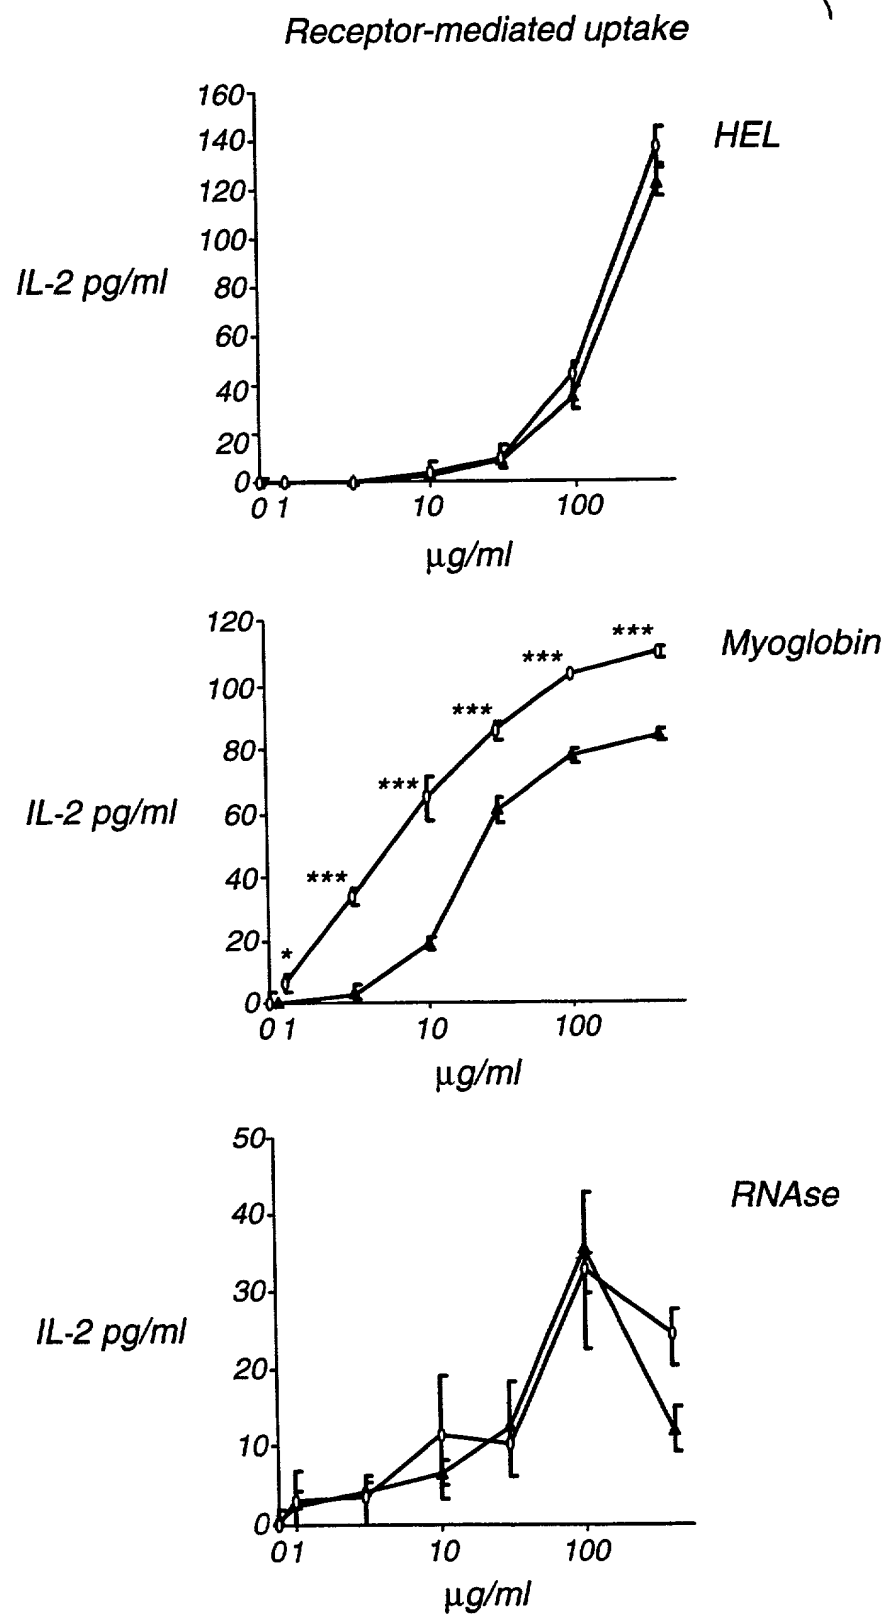 Receptor-mediated uptake
HEL
IL-2 pg/ml
160
140
120
100
80
60
40
20
0
0 1 10 100
µg/ml
Myoglobin
IL-2 pg/ml
120
100
80
60
40
20
0
* *** *** *** *** ***
0 1 10 100
µg/ml
RNAse
IL-2 pg/ml
50
40
30
20
10
0
0 1 10 100
µg/ml